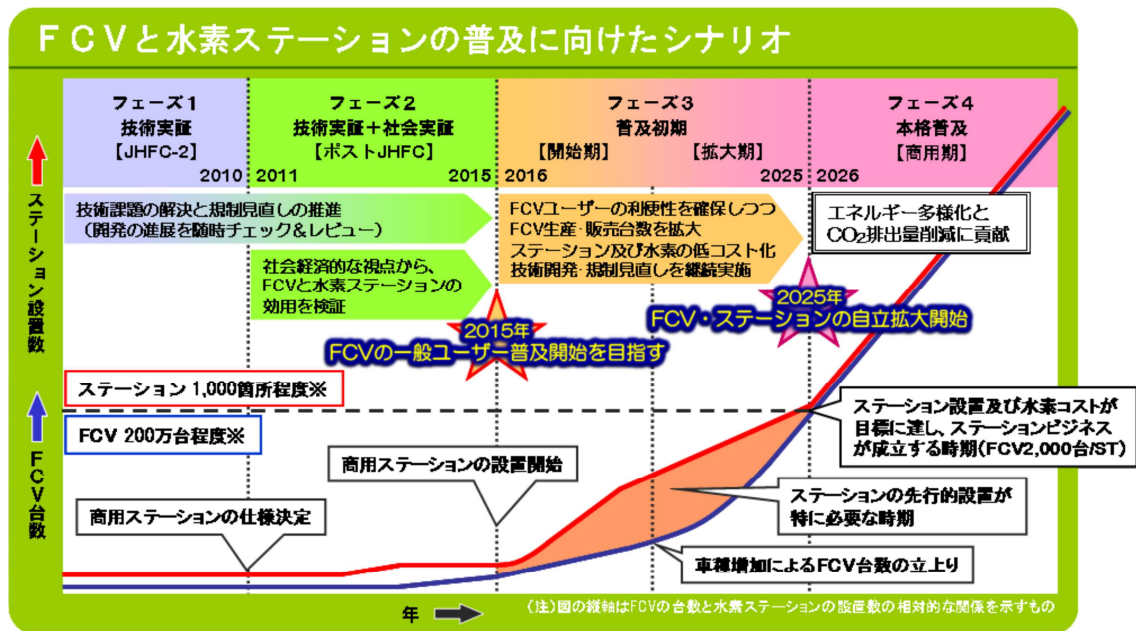 FCVと水素ステーションの普及に向けたシナリオ
フェーズ1
技術実証
【JHFC-2】
2010
フェーズ2
技術実証+社会実証
【ポストJHFC】
2011
2015
フェーズ3
普及初期
【開始期】
【拡大期】
2016
2025
フェーズ4
本格普及
【商用期】
2026
技術課題の解決と規制見直しの推進
(開発の進展を随時チェック&レビュー)
社会経済的な視点から、
FCVと水素ステーションの
効用を検証
FCVユーザーの利便性を確保しつつ
FCV生産・販売台数を拡大
ステーション及び水素の低コスト化
技術開発・規制見直しを継続実施
エネルギー多様化と
CO₂排出量削減に貢献
2015年
FCVの一般ユーザー普及開始を目指す
2025年
FCV・ステーションの自立拡大開始
ステーション設置数
FCV台数
ステーション 1,000箇所程度※
FCV 200万台程度※
商用ステーションの仕様決定
商用ステーションの設置開始
ステーション設置及び水素コストが
目標に達し、ステーションビジネス
が成立する時期(FCV2,000台/ST)
ステーションの先行的設置が
特に必要な時期
車種増加によるFCV台数の立上り
年
(注)図の縦軸はFCVの台数と水素ステーションの設置数の相対的な関係を示すもの